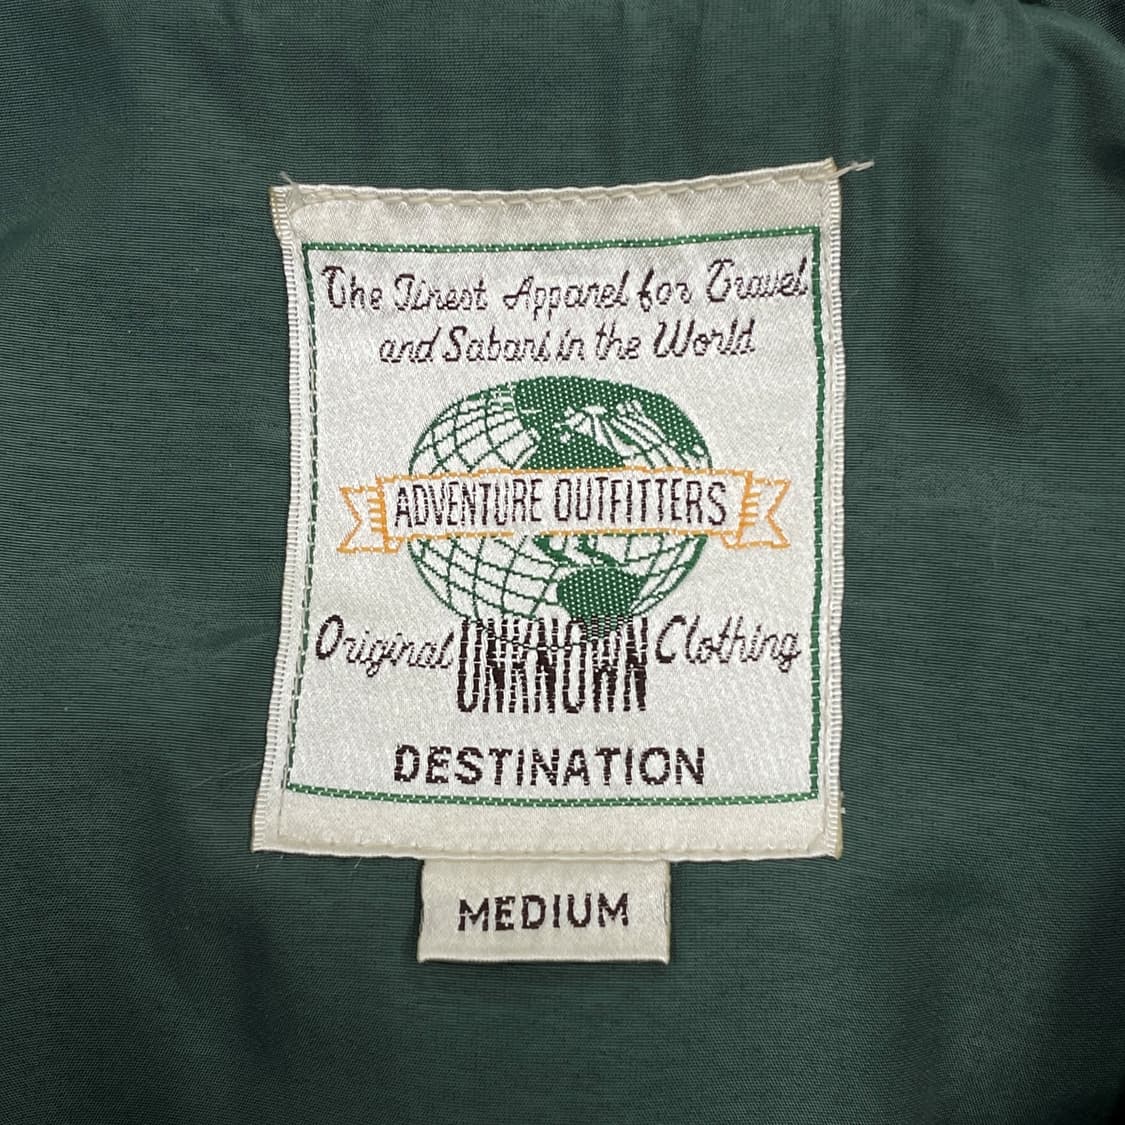 The Finest Apparel for Travel
and Safari in the World
ADVENTURE OUTFITTERS
Original UNKNOWN Clothing
DESTINATION
MEDIUM